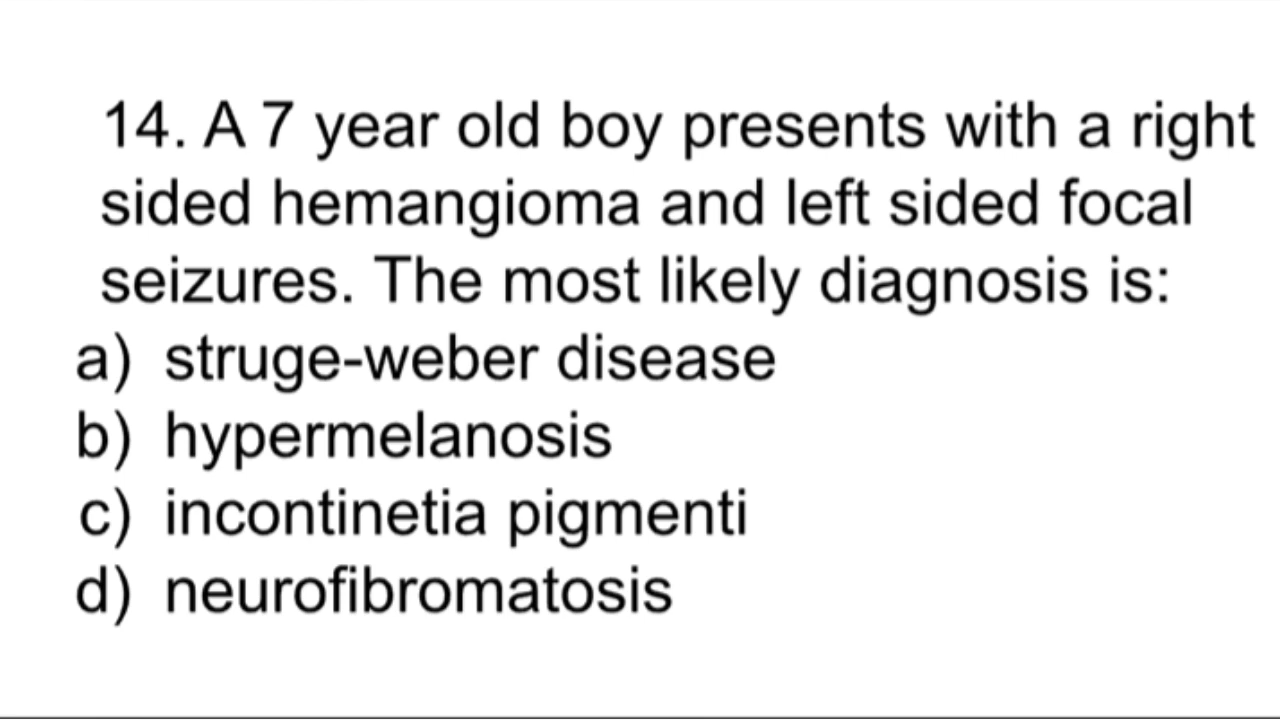 14. A 7 year old boy presents with a right
sided hemangioma and left sided focal
seizures. The most likely diagnosis is:
a) struge-weber disease
b) hypermelanosis
c) incontinetia pigmenti
d) neurofibromatosis